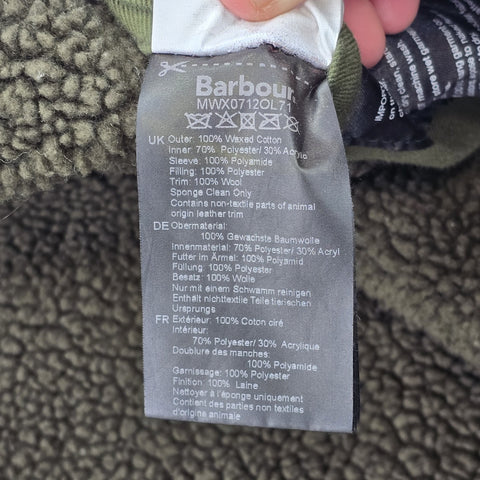 Barbour
MWX0712OL71
UK Outer: 100% Waxed Cotton
Inner: 70% Polyester/ 30% Acrylic
Sleeve: 100% Polyamide
Filling: 100% Polyester
Trim: 100% Wool
Sponge Clean Only
Contains non-textile parts of animal
origin leather trim
DE Obermaterial:
100% Gewachste Baumwolle
Innenmaterial: 70% Polyester/ 30% Acryl
Futter im Ärmel: 100% Polyamid
Füllung: 100% Polyester
Besatz: 100% Wolle
Nur mit einem Schwamm reinigen
Enthält nichttextile Teile tierischen
Ursprungs
FR Extérieur: 100% Coton ciré
Intérieur:
70% Polyester/ 30% Acrylique
Doublure des manches:
100% Polyamide
Garnissage: 100% Polyester
Finition: 100% Laine
Nettoyer à l'éponge uniquement
Contient des parties non textiles
d'origine animale